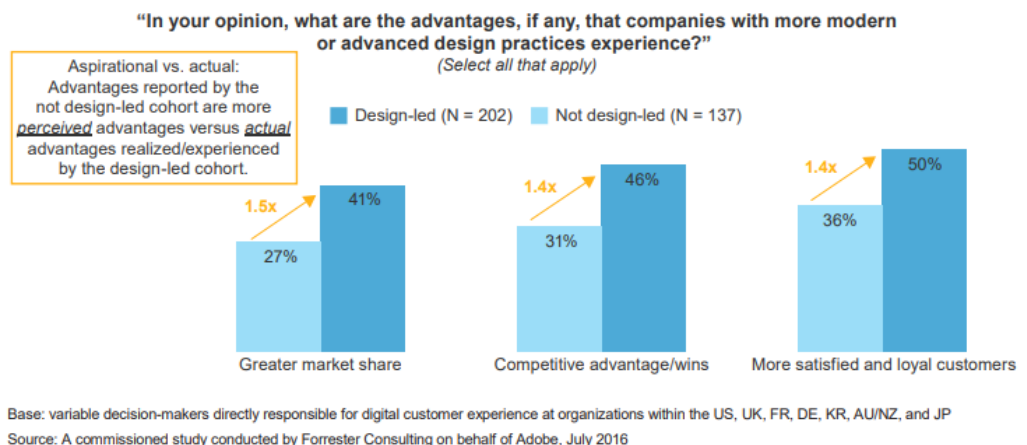 “In your opinion, what are the advantages, if any, that companies with more modern
or advanced design practices experience?”
(Select all that apply)
Aspirational vs. actual:
Advantages reported by the
not design-led cohort are more
perceived advantages versus actual
advantages realized/experienced
by the design-led cohort.
Design-led (N = 202) Not design-led (N = 137)
1.5x
27%
41%
Greater market share
1.4x
31%
46%
Competitive advantage/wins
1.4x
36%
50%
More satisfied and loyal customers
Base: variable decision-makers directly responsible for digital customer experience at organizations within the US, UK, FR, DE, KR, AU/NZ, and JP
Source: A commissioned study conducted by Forrester Consulting on behalf of Adobe, July 2016